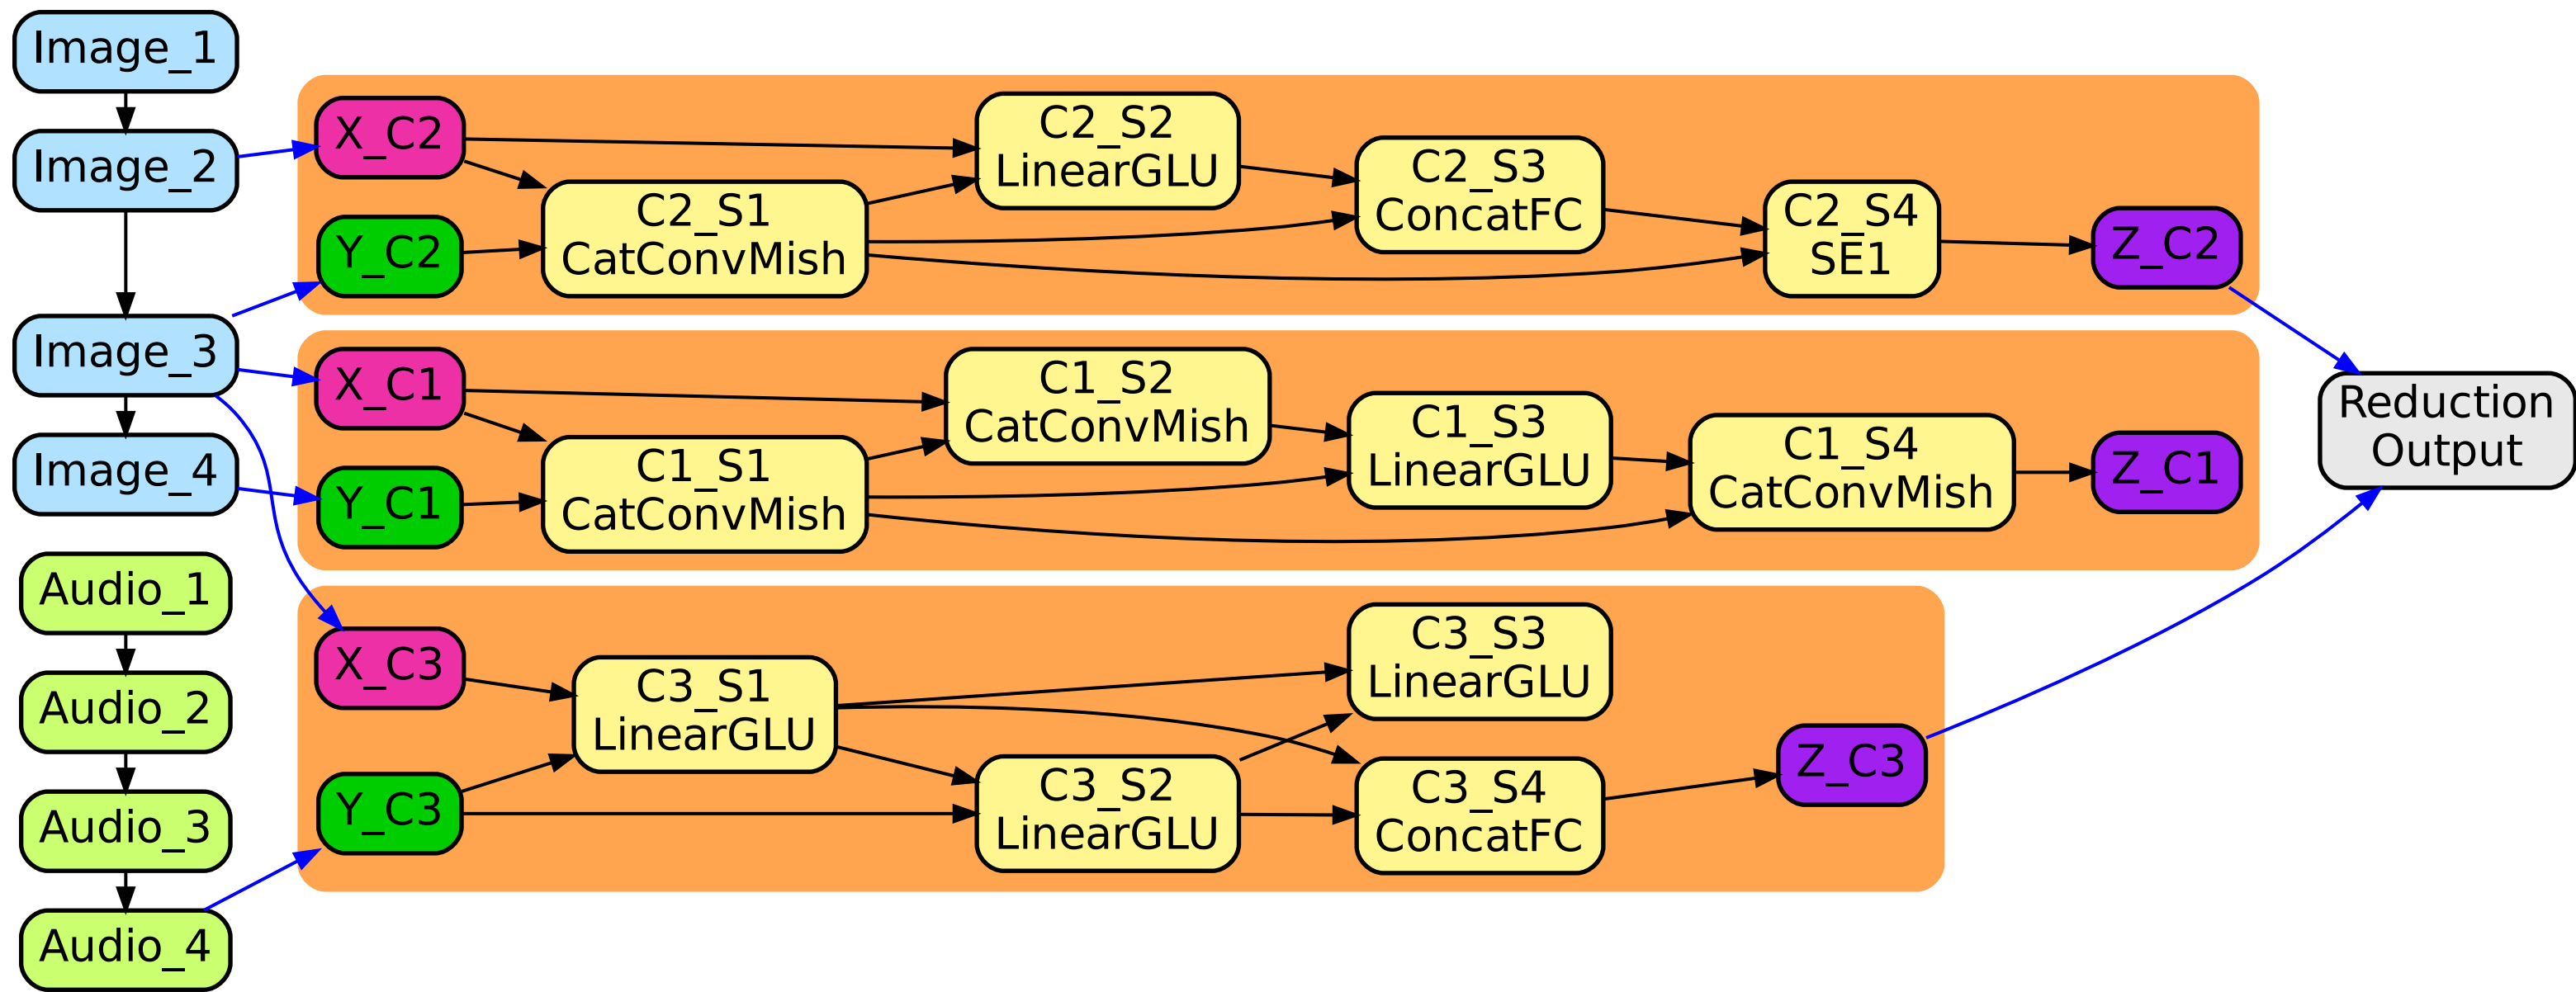 Image_1
Image_2
Image_3
Image_4
Audio_1
Audio_2
Audio_3
Audio_4
X_C2
Y_C2
C2_S1
CatConvMish
C2_S2
LinearGLU
C2_S3
ConcatFC
C2_S4
SE1
Z_C2
X_C1
Y_C1
C1_S1
CatConvMish
C1_S2
CatConvMish
C1_S3
LinearGLU
C1_S4
CatConvMish
Z_C1
X_C3
Y_C3
C3_S1
LinearGLU
C3_S2
LinearGLU
C3_S3
LinearGLU
C3_S4
ConcatFC
Z_C3
Reduction
Output